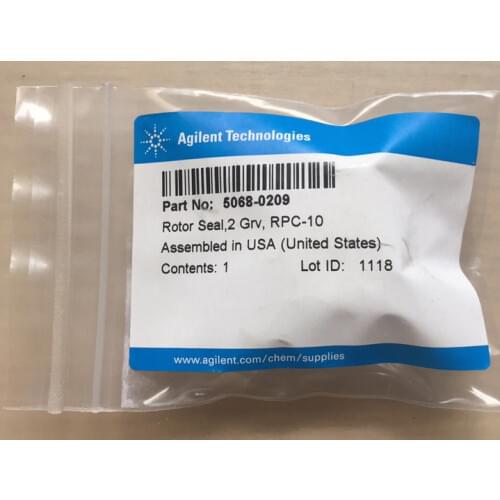 Agilent Technologies
Part No: 5068-0209
Rotor Seal,2 Grv, RPC-10
Assembled in USA (United States)
Contents: 1 Lot ID: 1118
www.agilent.com/chem/supplies